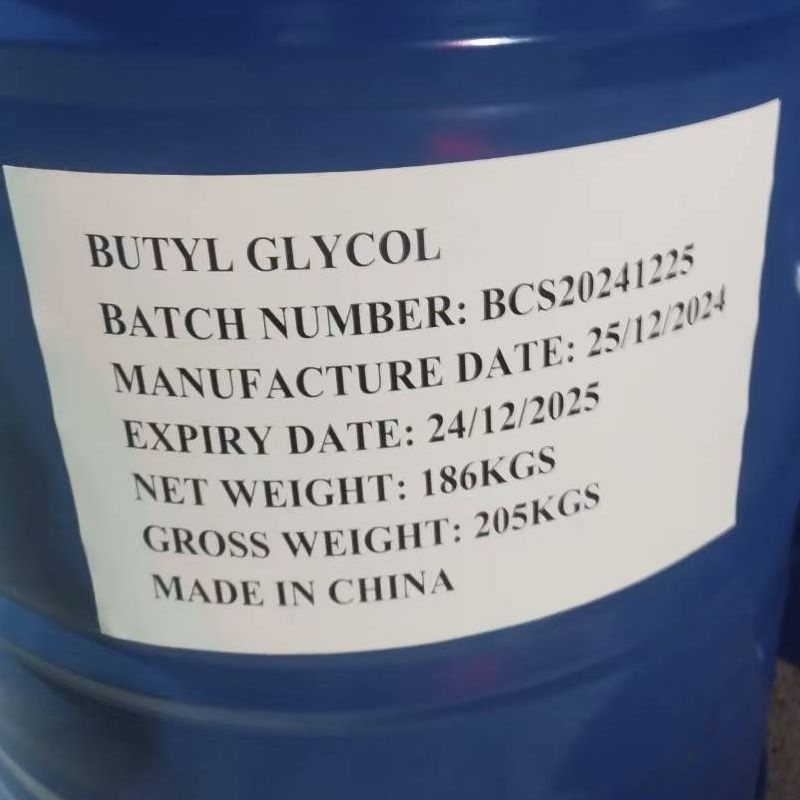 BUTYL GLYCOL
BATCH NUMBER: BCS20241225
MANUFACTURE DATE: 25/12/2024
EXPIRY DATE: 24/12/2025
NET WEIGHT: 186KGS
GROSS WEIGHT: 205KGS
MADE IN CHINA